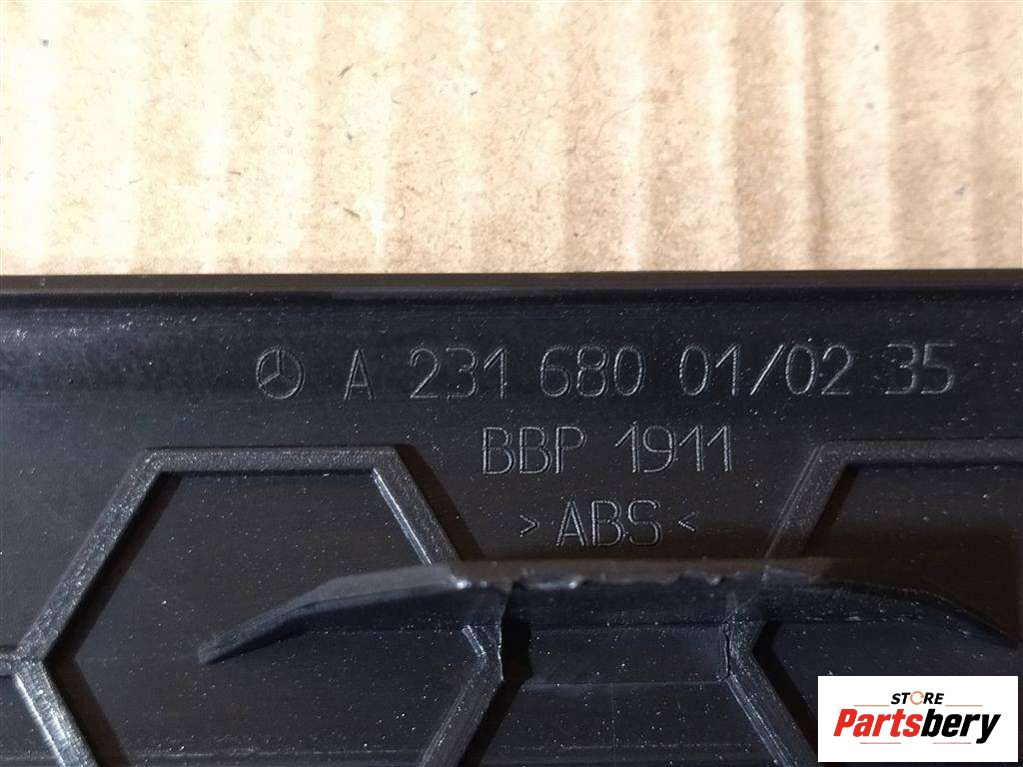 A 231 680 01/02 35
BBP 1911
>ABS<
STORE
Partsbery